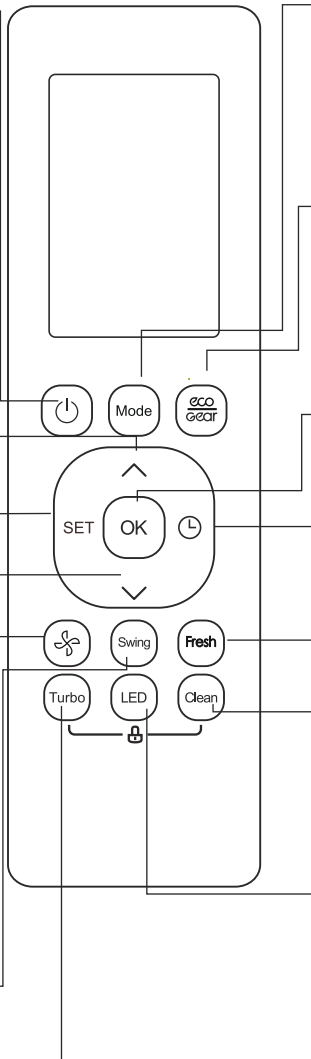 Mode
eco
Gear
SET
OK
Swing
Fresh
Turbo
LED
Clean